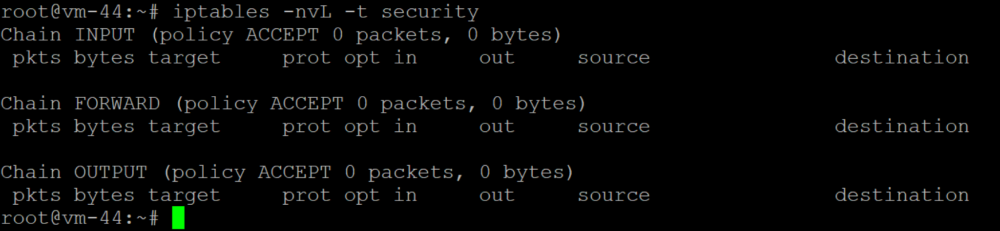 root@vm-44:~# iptables -nvL -t security
Chain INPUT (policy ACCEPT 0 packets, 0 bytes)
 pkts bytes target     prot opt in     out     source               destination

Chain FORWARD (policy ACCEPT 0 packets, 0 bytes)
 pkts bytes target     prot opt in     out     source               destination

Chain OUTPUT (policy ACCEPT 0 packets, 0 bytes)
 pkts bytes target     prot opt in     out     source               destination
root@vm-44:~#